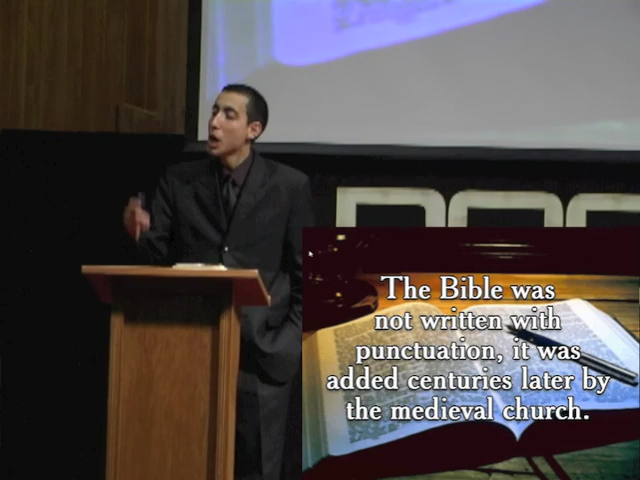 The Bible was
not written with
punctuation, it was
added centuries later by
the medieval church.